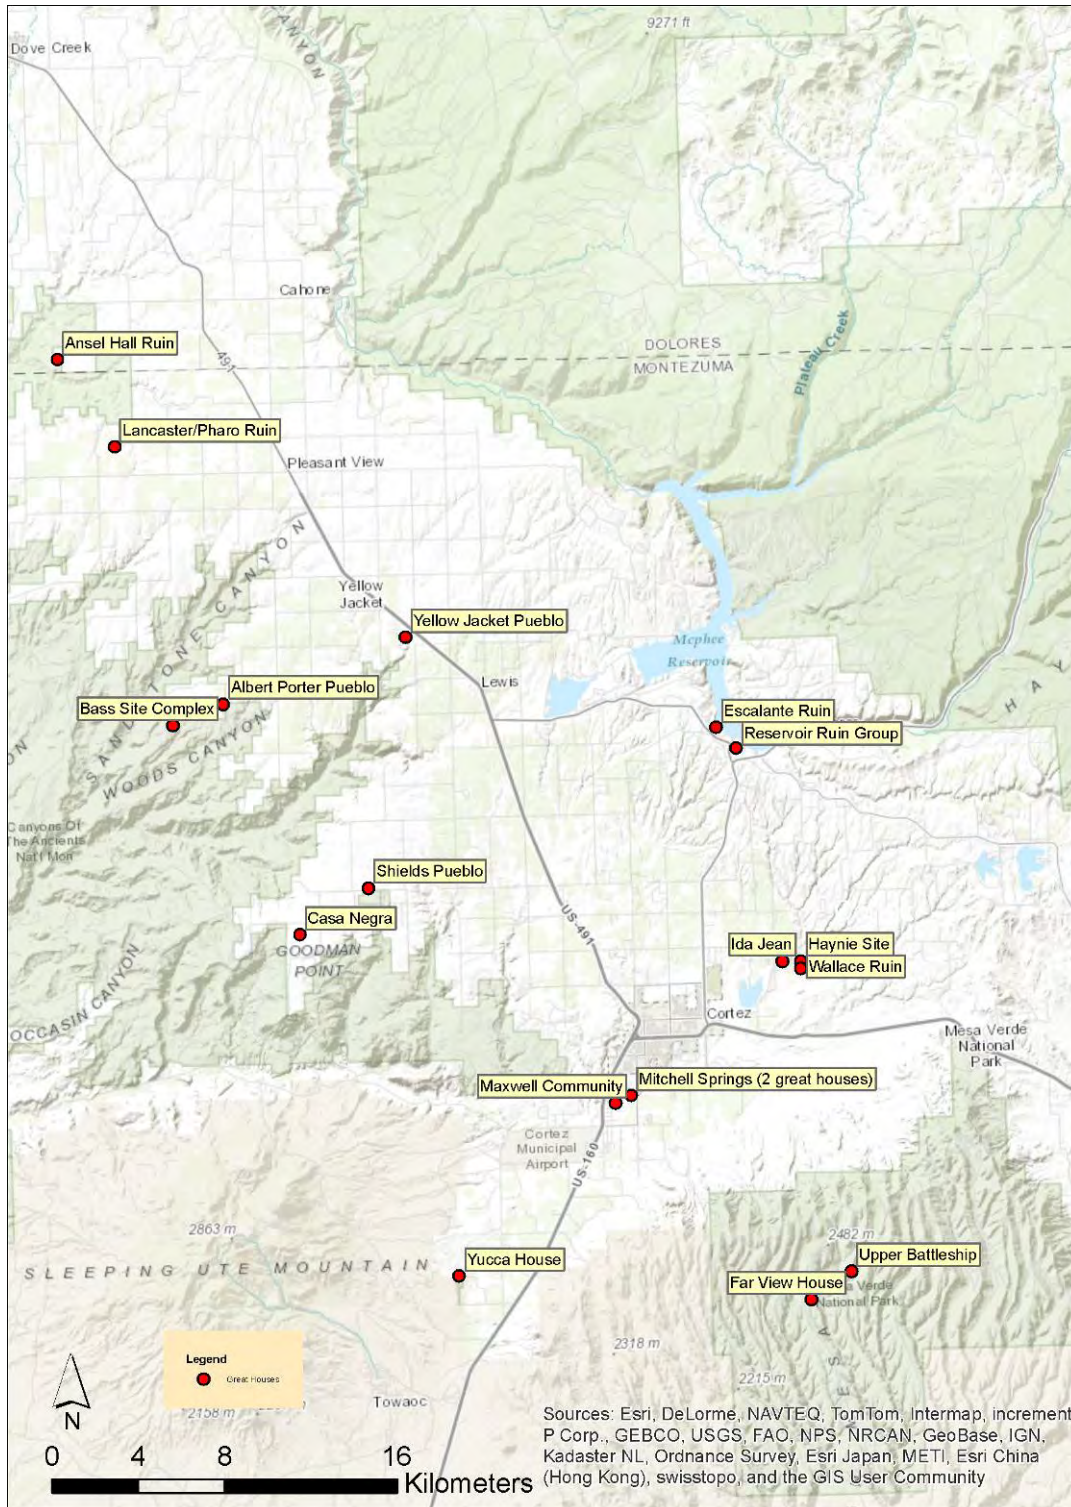 9271 ft
Dove Creek
CANYON
Cahone
Ansel Hall Ruin
DOLORES
MONTEZUMA
Plateau Creek
491
Lancaster/Pharo Ruin
Pleasant View
SANDSTONE CANYON
Yellow
Jacket
Yellow Jacket Pueblo
Mcphee
Reservoir
Lewis
HAY
Albert Porter Pueblo
Bass Site Complex
WOODS CANYON
Escalante Ruin
Reservoir Ruin Group
ON
Canyons Of
The Ancients
Nat'l Mon
Shields Pueblo
Casa Negra
GOODMAN
POINT
US-491
Ida Jean
Haynie Site
Wallace Ruin
OCCASIN CANYON
Cortez
Mesa Verde
National
Park
Mitchell Springs (2 great houses)
Maxwell Community
Cortez
Municipal
Airport
US-160
2863 m
2482 m
SLEEPING UTE MOUNTAIN
Yucca House
Upper Battleship
Far View House
a Verde
National Park
S A
E S
2318 m
2215 m
Legend
Great Houses
2158 m
Towaoc
N
0 4 8 16
Kilometers
Sources: Esri, DeLorme, NAVTEQ, TomTom, Intermap, increment
P Corp., GEBCO, USGS, FAO, NPS, NRCAN, GeoBase, IGN,
Kadaster NL, Ordnance Survey, Esri Japan, METI, Esri China
(Hong Kong), swisstopo, and the GIS User Community